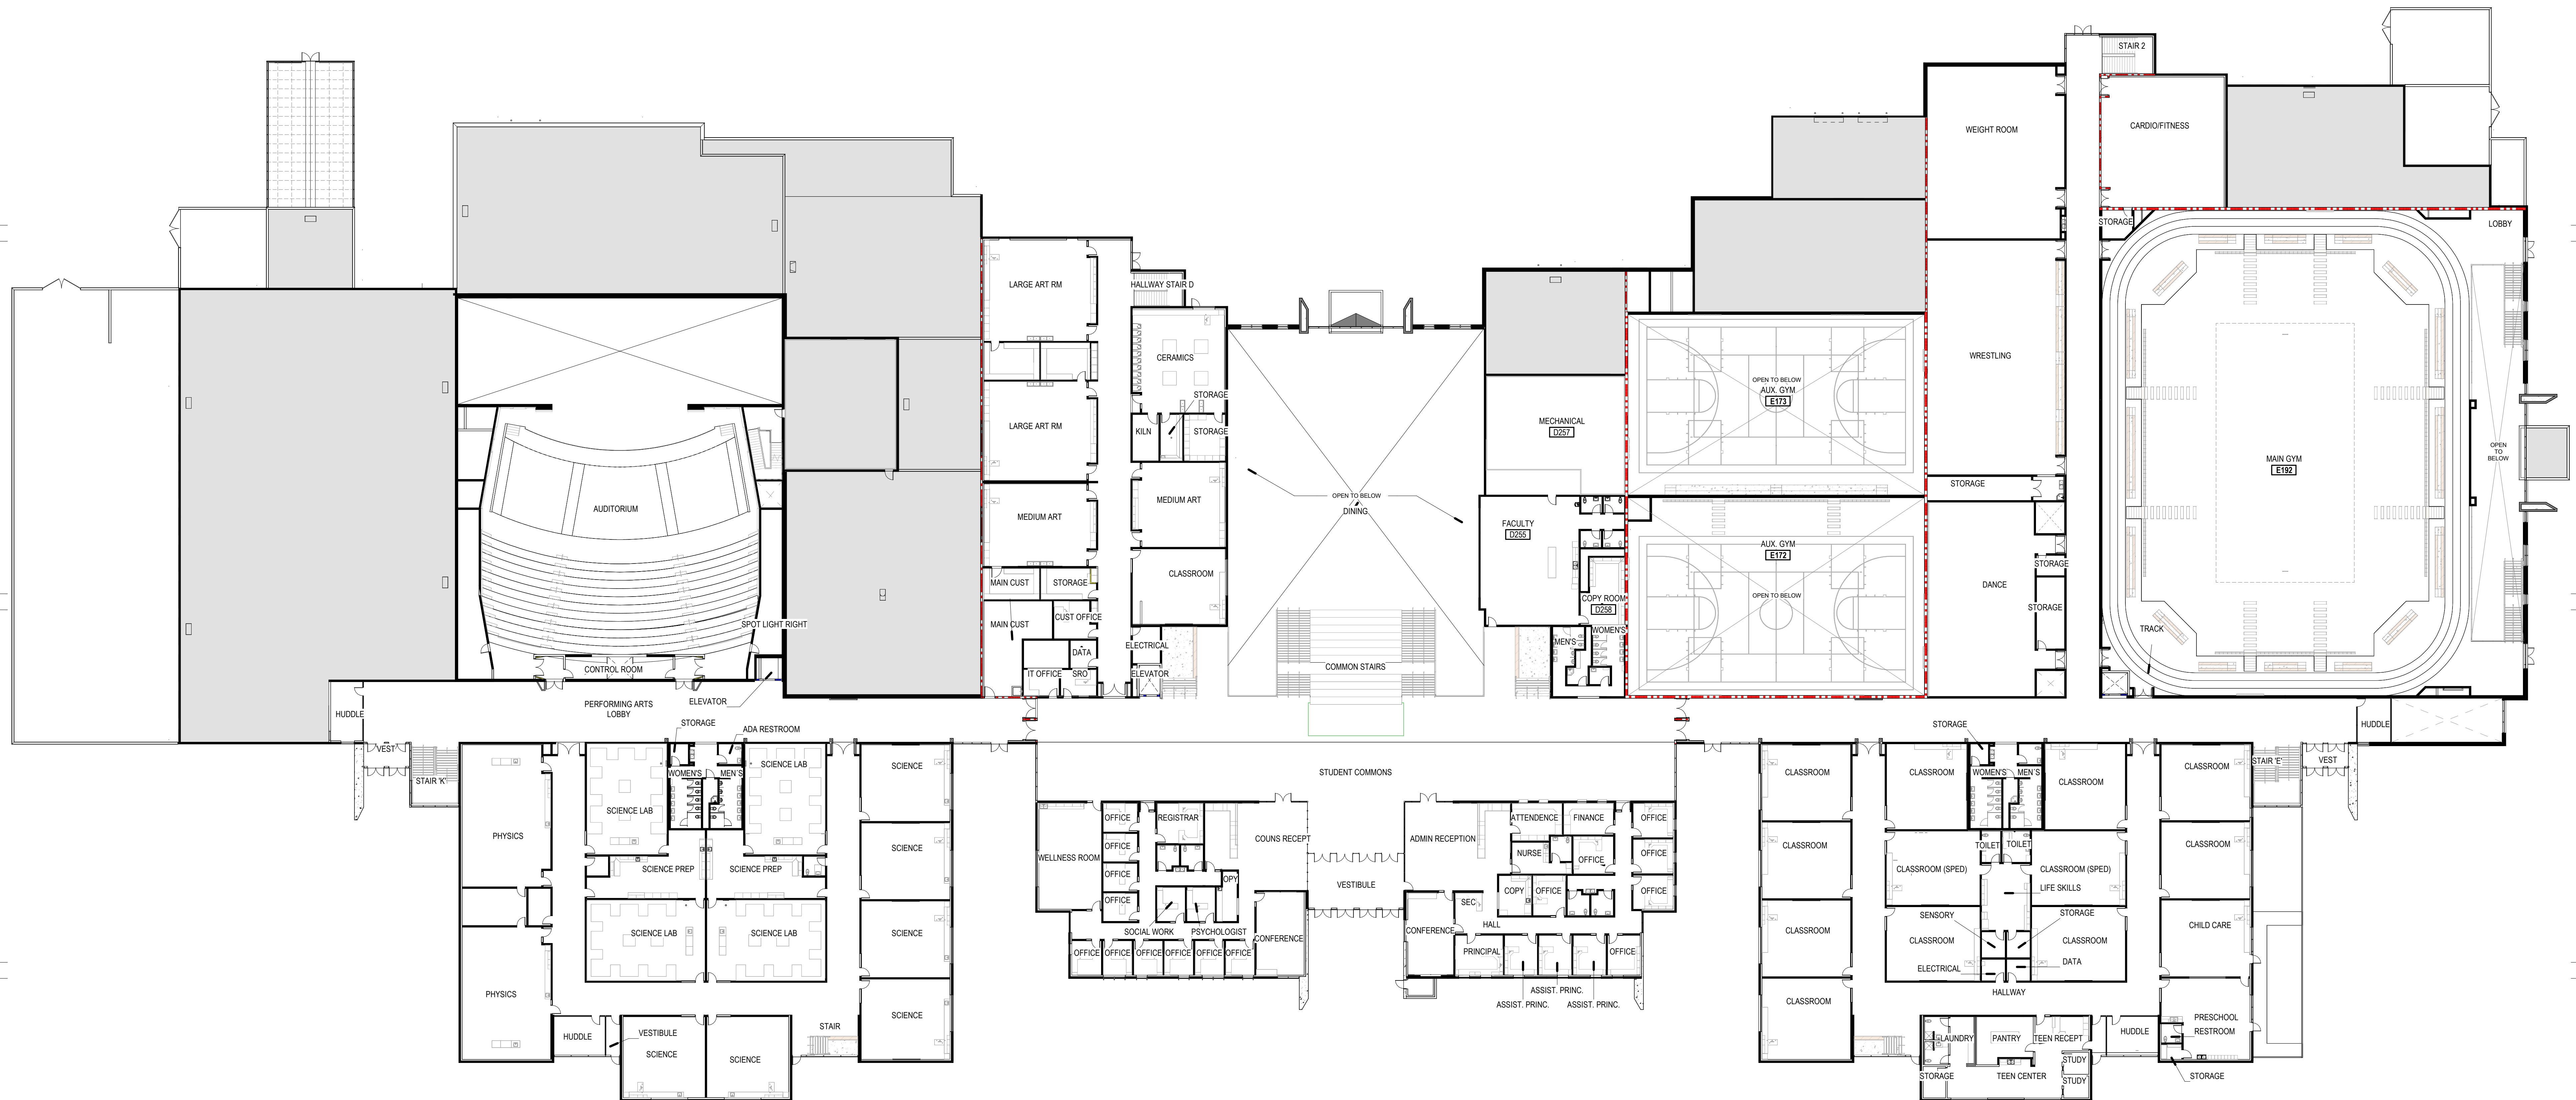 STAIR 2
WEIGHT ROOM
CARDIO/FITNESS
STORAGE
LOBBY
LARGE ART RM
HALLWAY STAIR D
CERAMICS
WRESTLING
OPEN TO BELOW
AUX. GYM
E173
STORAGE
KILN
STORAGE
LARGE ART RM
MECHANICAL
D257
OPEN
TO
BELOW
MAIN GYM
E192
STORAGE
MEDIUM ART
OPEN TO BELOW
DINING
AUDITORIUM
MEDIUM ART
FACULTY
D255
AUX. GYM
E172
STORAGE
CLASSROOM
MAIN CUST
STORAGE
DANCE
OPEN TO BELOW
COPY ROOM
D258
STORAGE
CUST OFFICE
MAIN CUST
SPOT LIGHT RIGHT
TRACK
WOMEN'S
MEN'S
ELECTRICAL
DATA
CONTROL ROOM
COMMON STAIRS
IT OFFICE
SRO
ELEVATOR
ELEVATOR
PERFORMING ARTS
LOBBY
HUDDLE
STORAGE
ADA RESTROOM
STORAGE
HUDDLE
VEST
STAIR 'K'
SCIENCE LAB
WOMEN'S
MEN'S
SCIENCE
STUDENT COMMONS
CLASSROOM
CLASSROOM
WOMEN'S
MEN'S
CLASSROOM
CLASSROOM
STAIR 'E'
VEST
SCIENCE LAB
PHYSICS
SCIENCE
OFFICE
REGISTRAR
COUNS RECEPT
ADMIN RECEPTION
ATTENDENCE
FINANCE
OFFICE
WELLNESS ROOM
OFFICE
NURSE
OFFICE
OFFICE
CLASSROOM
TOILET
TOILET
CLASSROOM
SCIENCE PREP
SCIENCE PREP
OFFICE
OPY
VESTIBULE
COPY
OFFICE
OFFICE
CLASSROOM (SPED)
CLASSROOM (SPED)
LIFE SKILLS
OFFICE
SEC
SENSORY
STORAGE
SCIENCE LAB
SCIENCE LAB
SCIENCE
SOCIAL WORK
PSYCHOLOGIST
CONFERENCE
CONFERENCE
HALL
CLASSROOM
CLASSROOM
CLASSROOM
CHILD CARE
OFFICE
OFFICE
OFFICE
OFFICE
OFFICE
OFFICE
PRINCIPAL
OFFICE
ELECTRICAL
DATA
PHYSICS
ASSIST. PRINC.
ASSIST. PRINC.
ASSIST. PRINC.
HALLWAY
CLASSROOM
SCIENCE
STAIR
HUDDLE
VESTIBULE
SCIENCE
SCIENCE
PRESCHOOL
RESTROOM
LAUNDRY
PANTRY
TEEN RECEPT
HUDDLE
STUDY
STORAGE
TEEN CENTER
STUDY
STORAGE